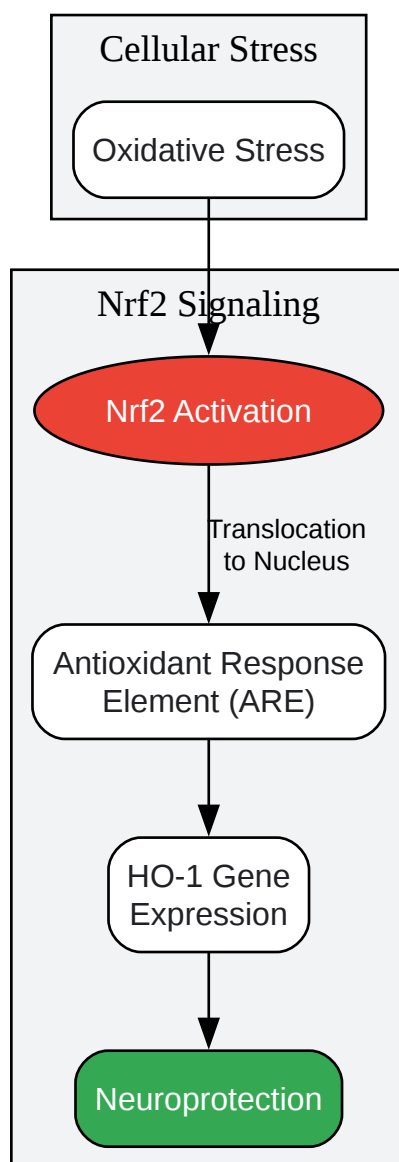 Cellular Stress
Oxidative Stress
Nrf2 Signaling
Nrf2 Activation
Translocation
to Nucleus
Antioxidant Response
Element (ARE)
HO-1 Gene
Expression
Neuroprotection